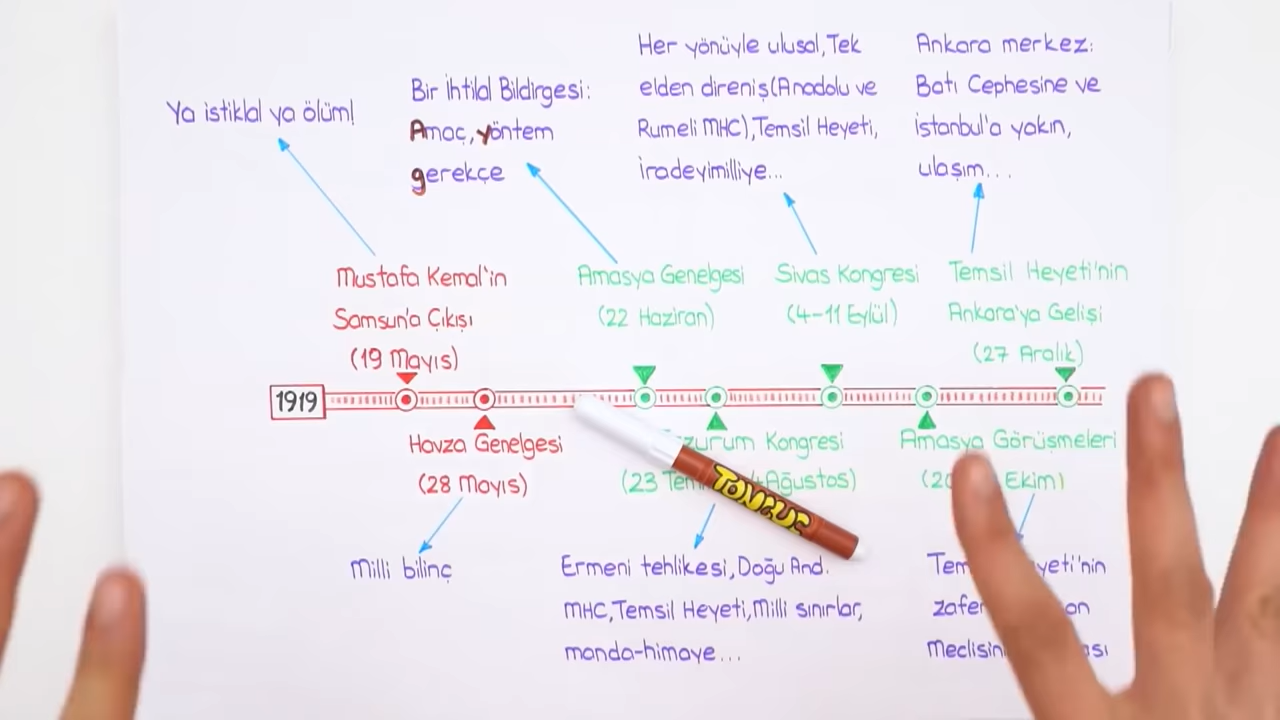 Ya istiklal ya ölüm!
Bir İhtilal Bildirgesi:
Amaç, yöntem
gerekçe
Her yönüyle ulusal, Tek
elden direniş(Anadolu ve
Rumeli MHC), Temsil Heyeti,
iradeyimilliye...
Ankara merkez:
Batı Cephesine ve
İstanbul'a yakın,
ulaşım...
Mustafa Kemal'in
Samsun'a Çıkışı
(19 Mayıs)
Amasya Genelgesi
(22 Haziran)
Sivas Kongresi
(4-11 Eylül)
Temsil Heyeti'nin
Ankara'ya Gelişi
(27 Aralık)
1919
Havza Genelgesi
(28 Mayıs)
Kongresi
(23 Ağustos)
Amasya Görüşmeleri
Ekim)
TONGUÇ
Milli bilinç
Ermeni tehlikesi, Doğu And.
MHC, Temsil Heyeti, Milli sınırlar,
manda-himaye...